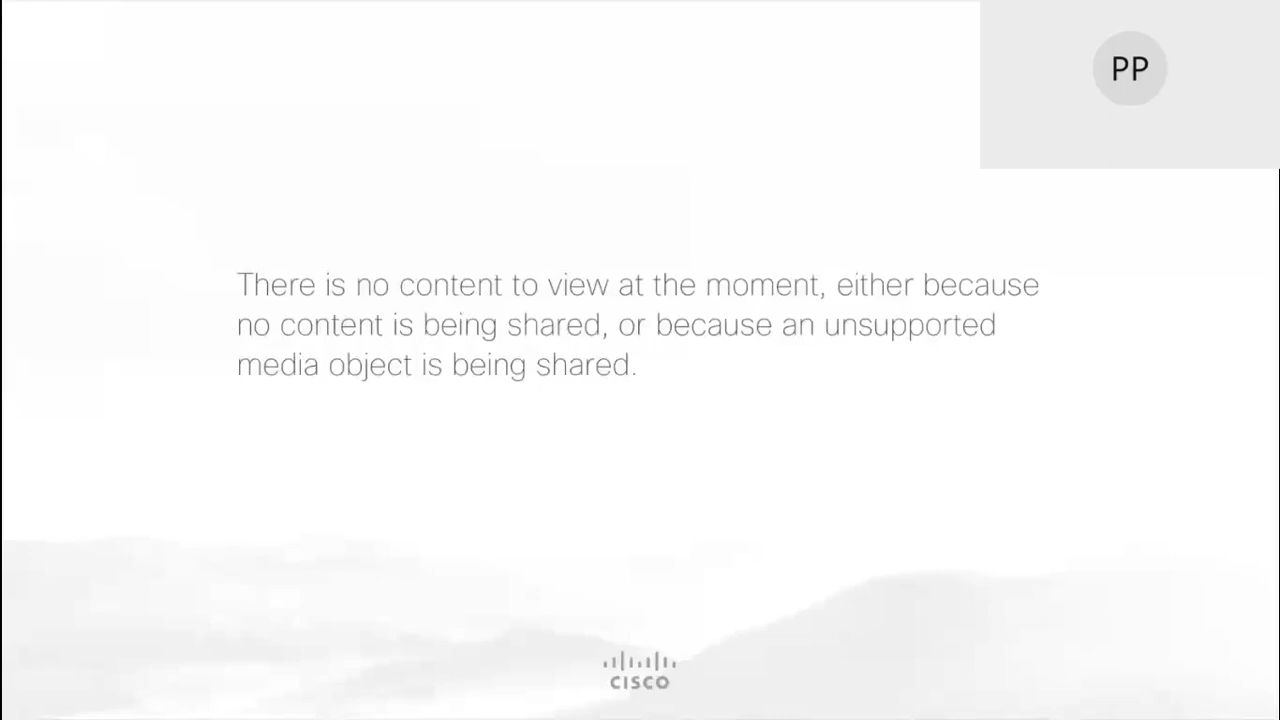 PP
There is no content to view at the moment, either because
no content is being shared, or because an unsupported
media object is being shared.
CISCO